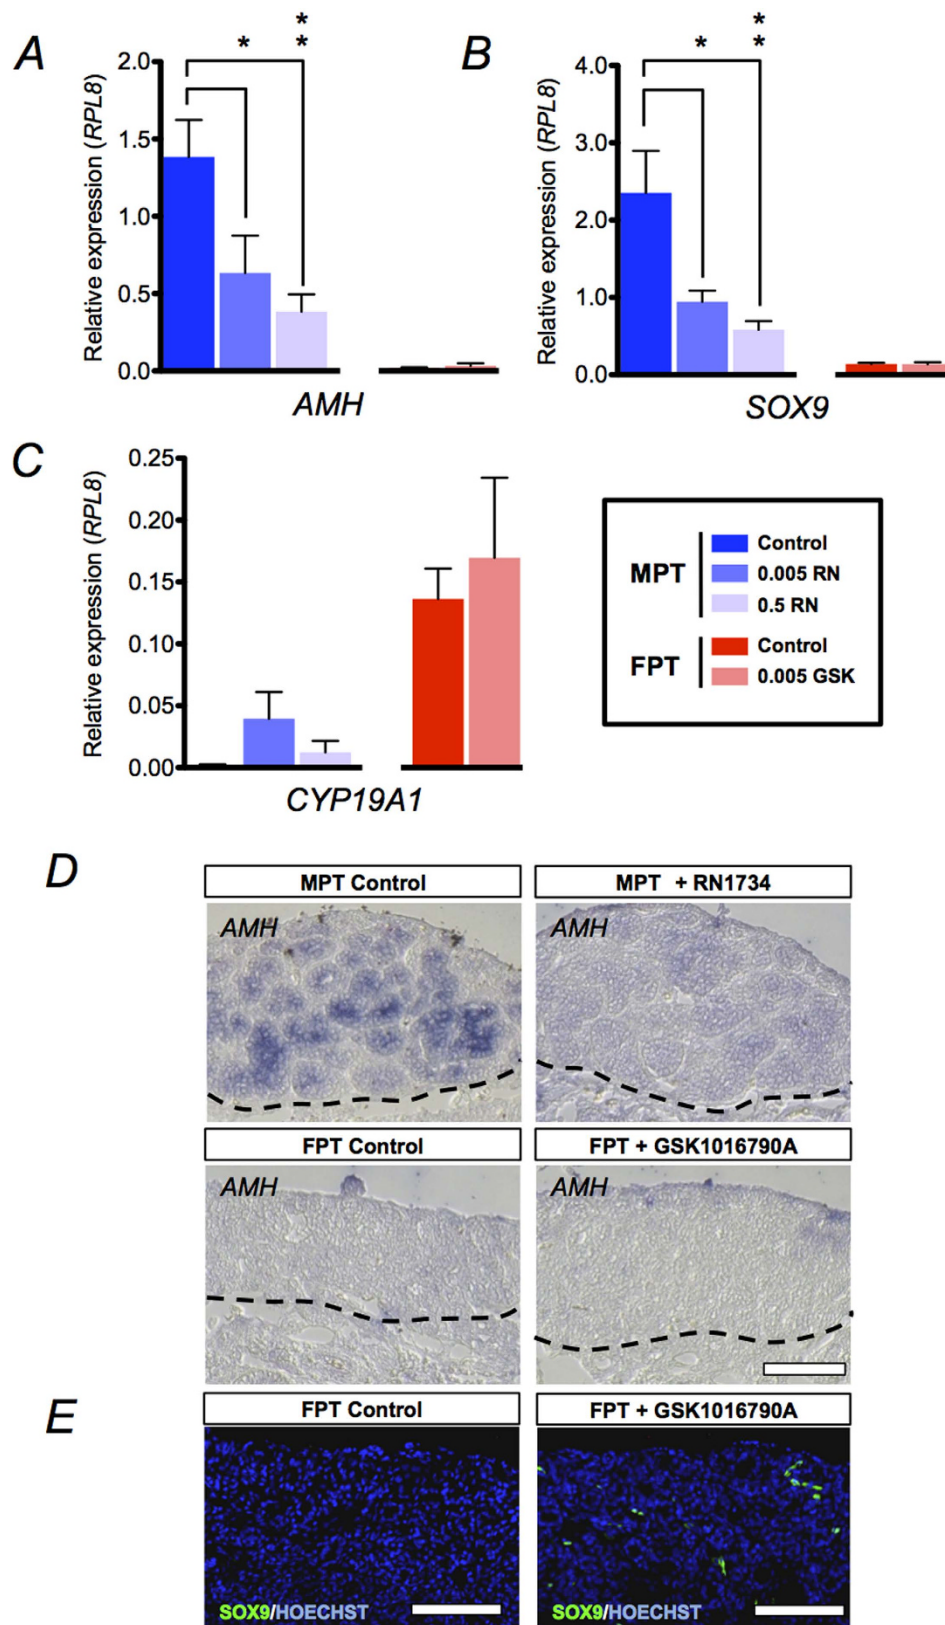 A
*
*
*
Relative expression (RPL8)
2.0
1.5
1.0
0.5
0.0
AMH
B
*
*
*
Relative expression (RPL8)
4.0
3.0
2.0
1.0
0.0
SOX9
C
Relative expression (RPL8)
0.25
0.20
0.15
0.10
0.05
0.00
CYP19A1
MPT
Control
0.005 RN
0.5 RN
FPT
Control
0.005 GSK
D
MPT Control
MPT + RN1734
AMH
AMH
FPT Control
FPT + GSK1016790A
AMH
AMH
E
FPT Control
FPT + GSK1016790A
SOX9/HOECHST
SOX9/HOECHST